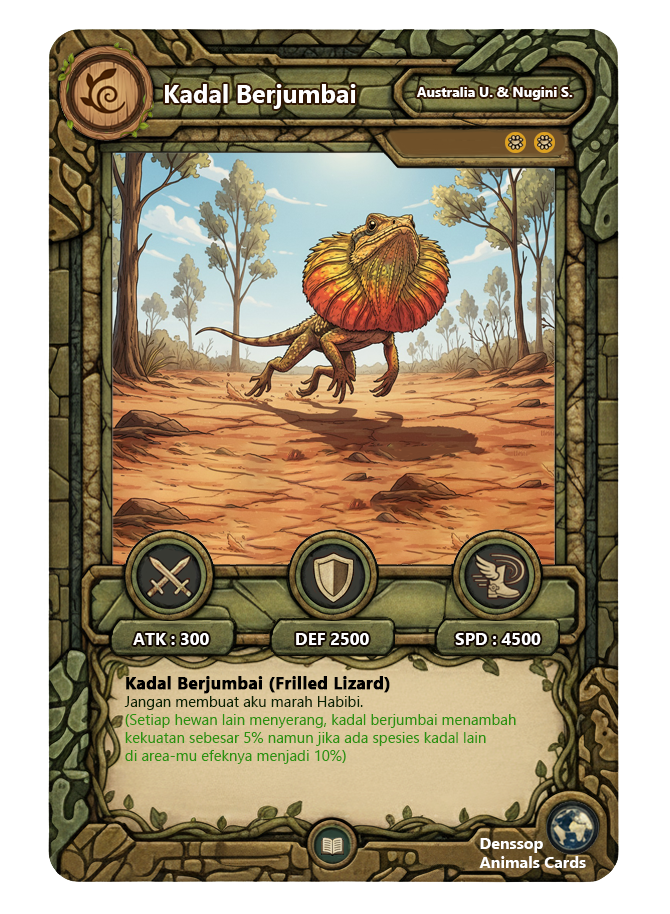 Kadal Berjumbai
Australia U. & Nugini S.
ATK : 300
DEF 2500
SPD : 4500
Kadal Berjumbai (Frilled Lizard)
Jangan membuat aku marah Habibi.
(Setiap hewan lain menyerang, kadal berjumbai menambah
kekuatan sebesar 5% namun jika ada spesies kadal lain
di area-mu efeknya menjadi 10%)
Denssop
Animals Cards